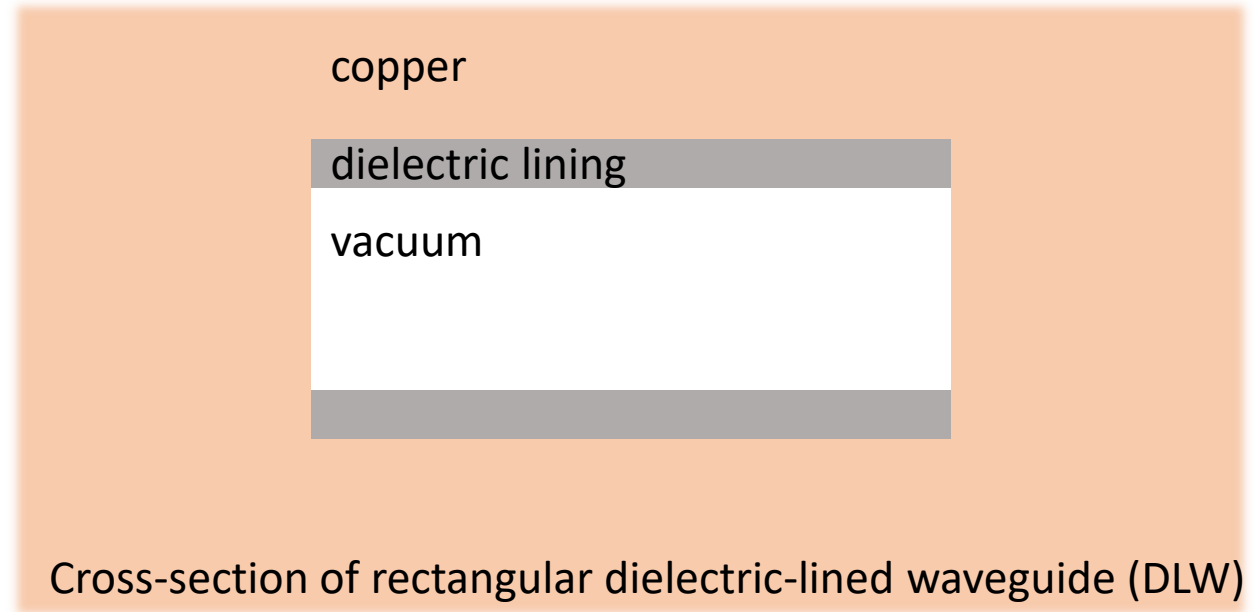 copper
dielectric lining
vacuum
Cross-section of rectangular dielectric-lined waveguide (DLW)